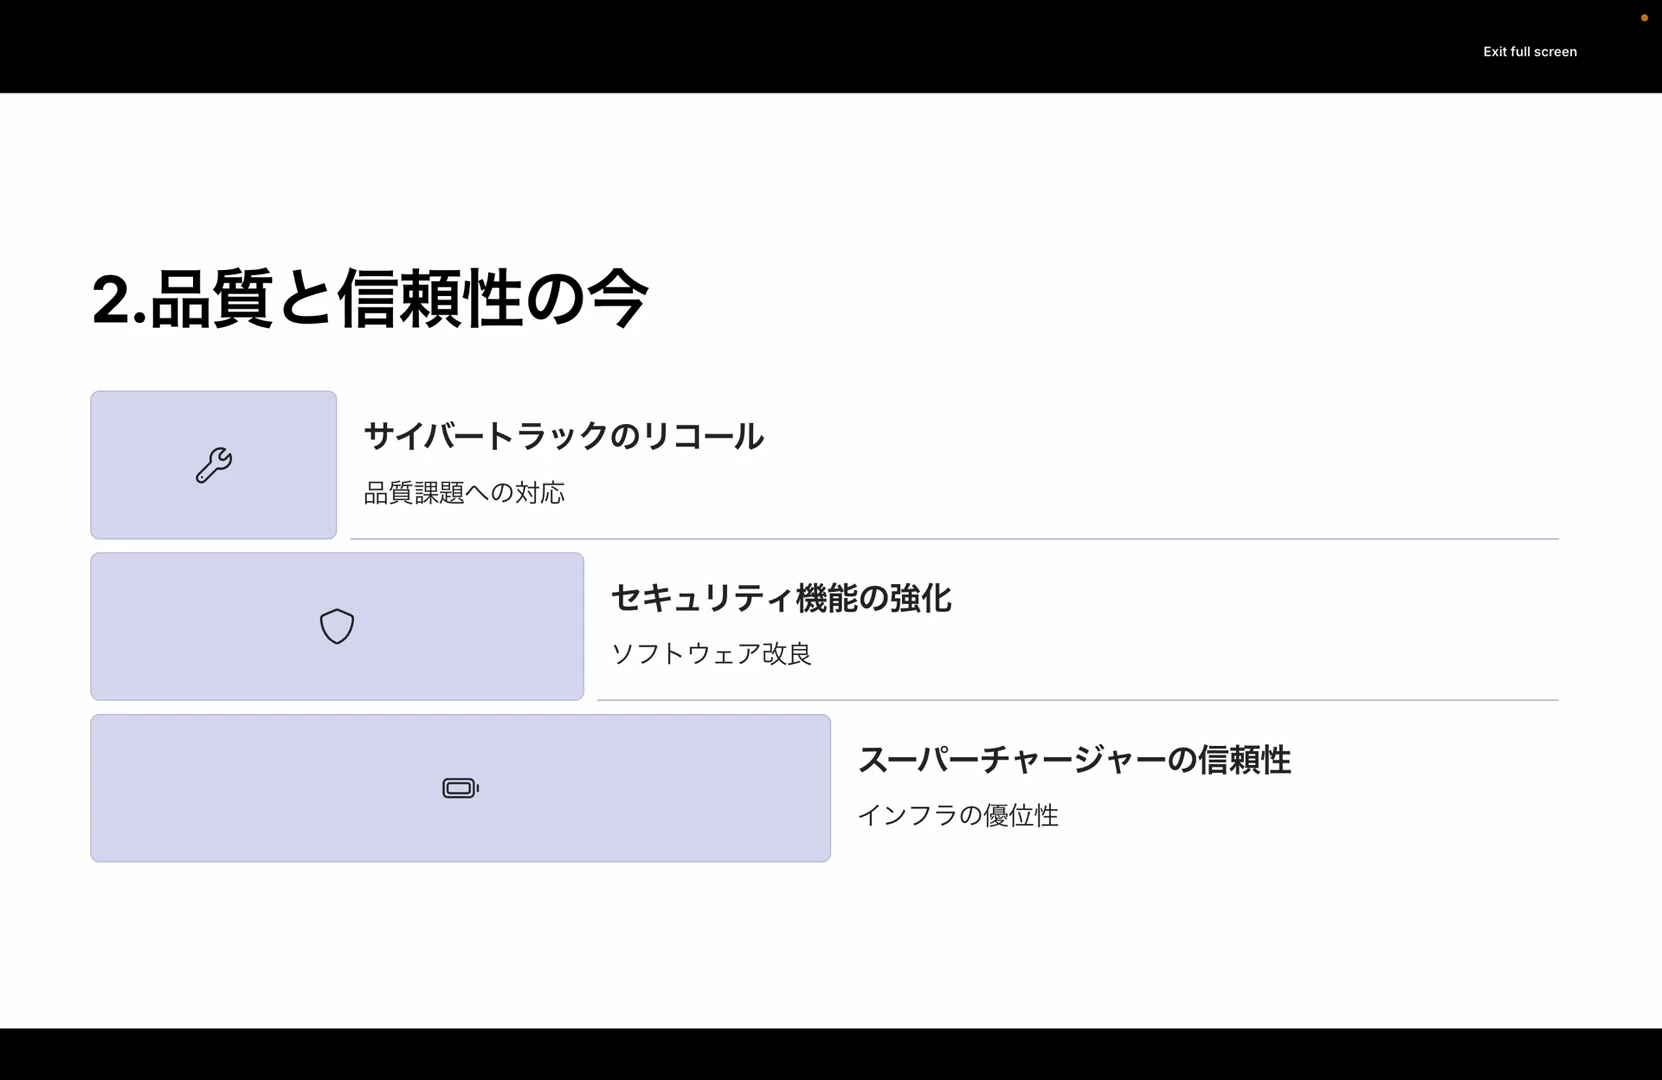 Exit full screen
2.品質と信頼性の今
サイバートラックのリコール
品質課題への対応
セキュリティ機能の強化
ソフトウェア改良
スーパーチャージャーの信頼性
インフラの優位性